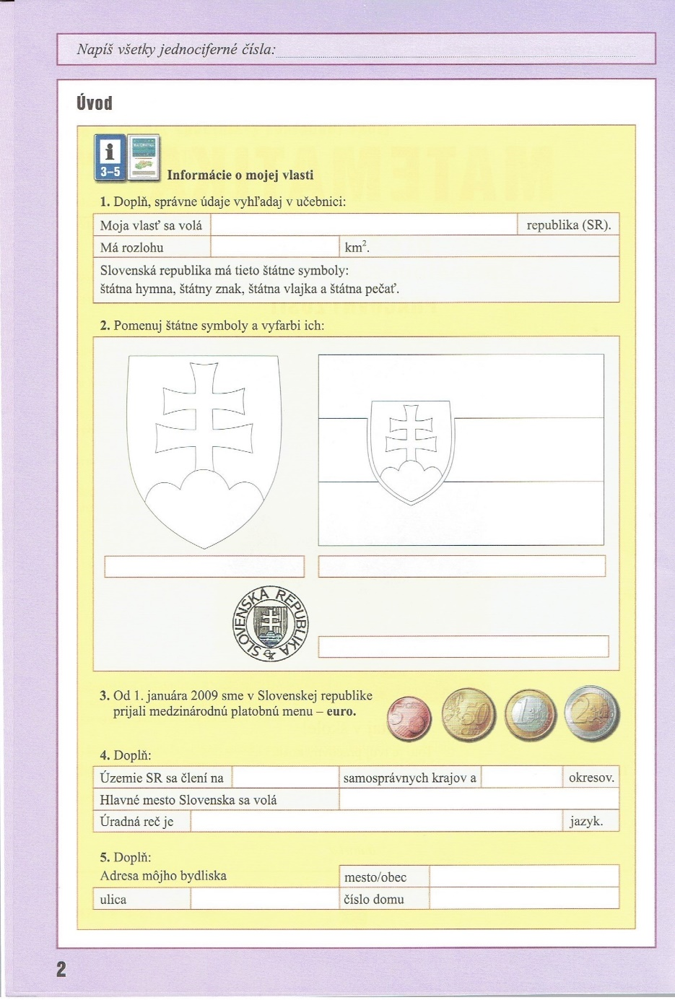 Napíš všetky jednociferné čísla:
Úvod
i
3–5
MATEMATIKA
Informácie o mojej vlasti
1. Doplň, správne údaje vyhľadaj v učebnici:
Moja vlasť sa volá republika (SR).
Má rozlohu km².
Slovenská republika má tieto štátne symboly:
štátna hymna, štátny znak, štátna vlajka a štátna pečať.
2. Pomenuj štátne symboly a vyfarbi ich:
SLOVENSKÁ REPUBLIKA
3. Od 1. januára 2009 sme v Slovenskej republike
prijali medzinárodnú platobnú menu – euro.
5 50 1 2
4. Doplň:
Územie SR sa člení na samosprávnych krajov a okresov.
Hlavné mesto Slovenska sa volá
Úradná reč je jazyk.
5. Doplň:
Adresa môjho bydliska mesto/obec
ulica číslo domu
2